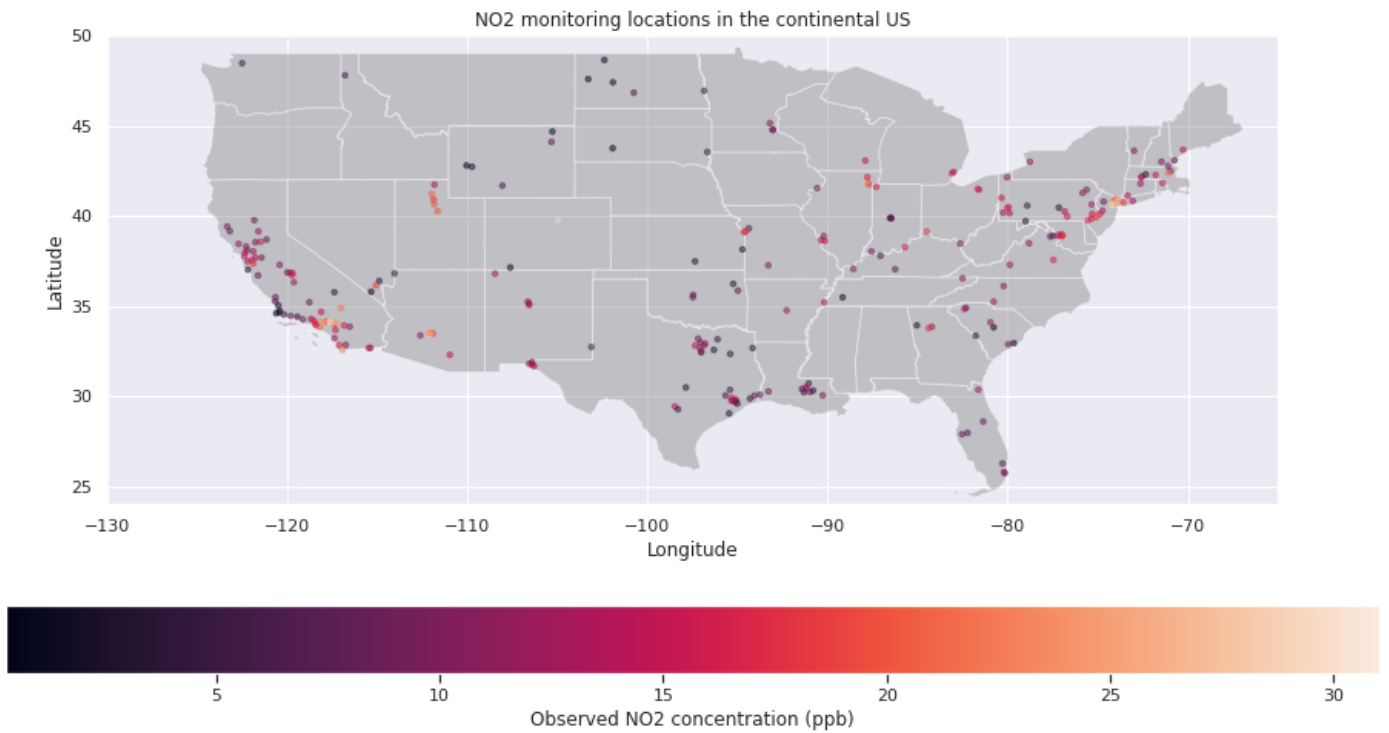 NO2 monitoring locations in the continental US
50
45
40
35
30
25
Latitude
−130 −120 −110 −100 −90 −80 −70
Longitude
5 10 15 20 25 30
Observed NO2 concentration (ppb)